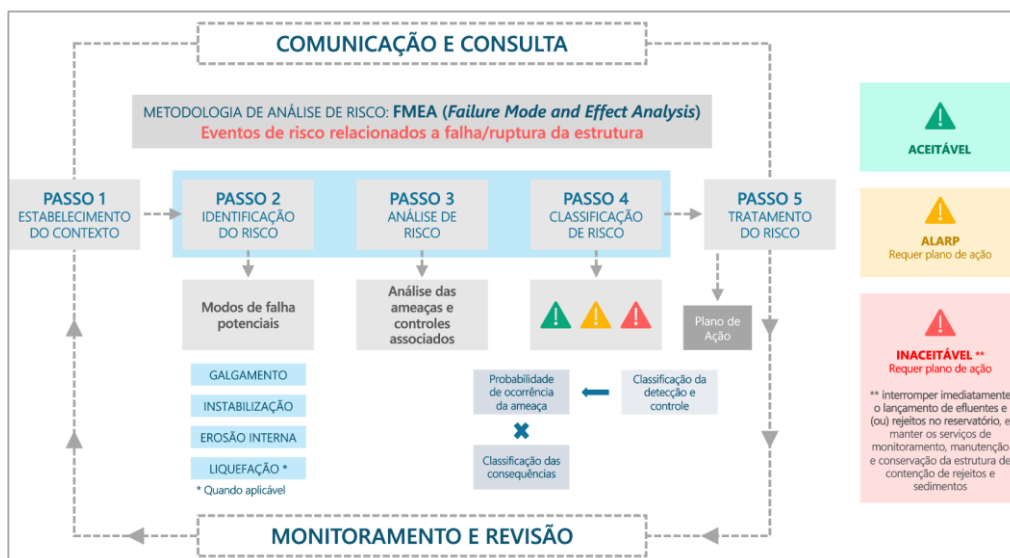 COMUNICAÇÃO E CONSULTA
METODOLOGIA DE ANÁLISE DE RISCO: FMEA (Failure Mode and Effect Analysis)
Eventos de risco relacionados a falha/ruptura da estrutura
PASSO 1
ESTABELECIMENTO
DO CONTEXTO
PASSO 2
IDENTIFICAÇÃO
DO RISCO
PASSO 3
ANÁLISE DE
RISCO
PASSO 4
CLASSIFICAÇÃO
DE RISCO
PASSO 5
TRATAMENTO
DO RISCO
Modos de falha
potenciais
Análise das
ameaças e
controles
associados
Plano de
Ação
GALGAMENTO
INSTABILIZAÇÃO
EROSÃO INTERNA
LIQUEFAÇÃO *
* Quando aplicável
Probabilidade
de ocorrência
da ameaça
Classificação da
detecção e
controle
Classificação das
consequências
MONITORAMENTO E REVISÃO
ACEITÁVEL
ALARP
Requer plano de ação
INACEITÁVEL **
Requer plano de ação
** interromper imediatamente
o lançamento de efluentes e
(ou) rejeitos no reservatório, e
manter os serviços de
monitoramento, manutenção
e conservação da estrutura de
contenção de rejeitos e
sedimentos